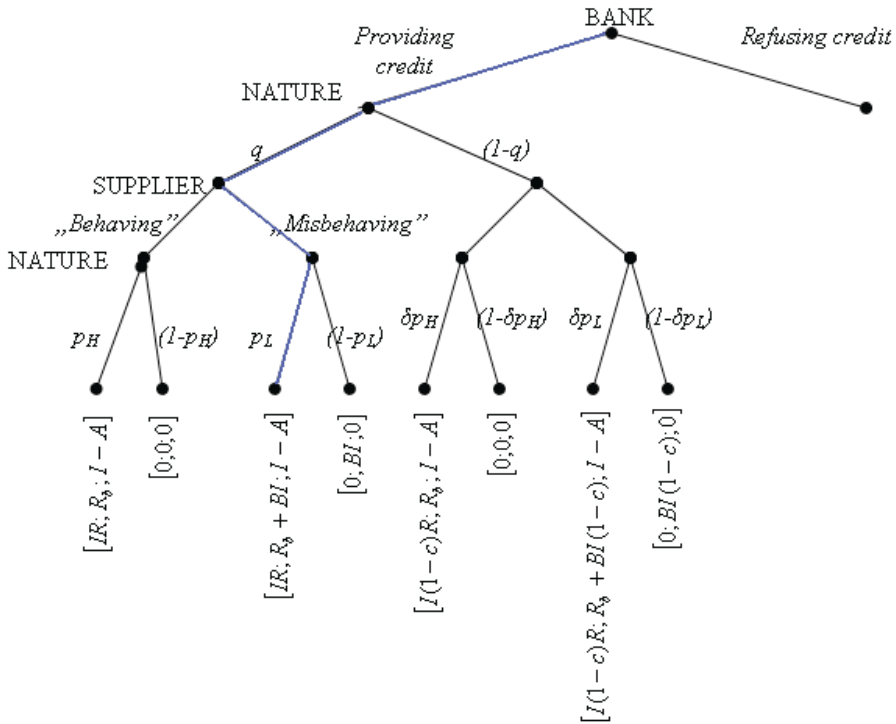 BANK
Providing
credit
Refusing credit
NATURE
q
(1-q)
SUPPLIER
„Behaving”
„Misbehaving”
NATURE
p_H
(1-p_H)
p_L
(1-p_L)
δp_H
(1-δp_H)
δp_L
(1-δp_L)
[IR; R_b; I − A]
[0;0;0]
[IR; R_b + BI; I − A]
[0; BI;0]
[I(1−c)R; R_b; I − A]
[0;0;0]
[I(1−c)R; R_b + BI(1−c); I − A]
[0; BI(1−c);0]